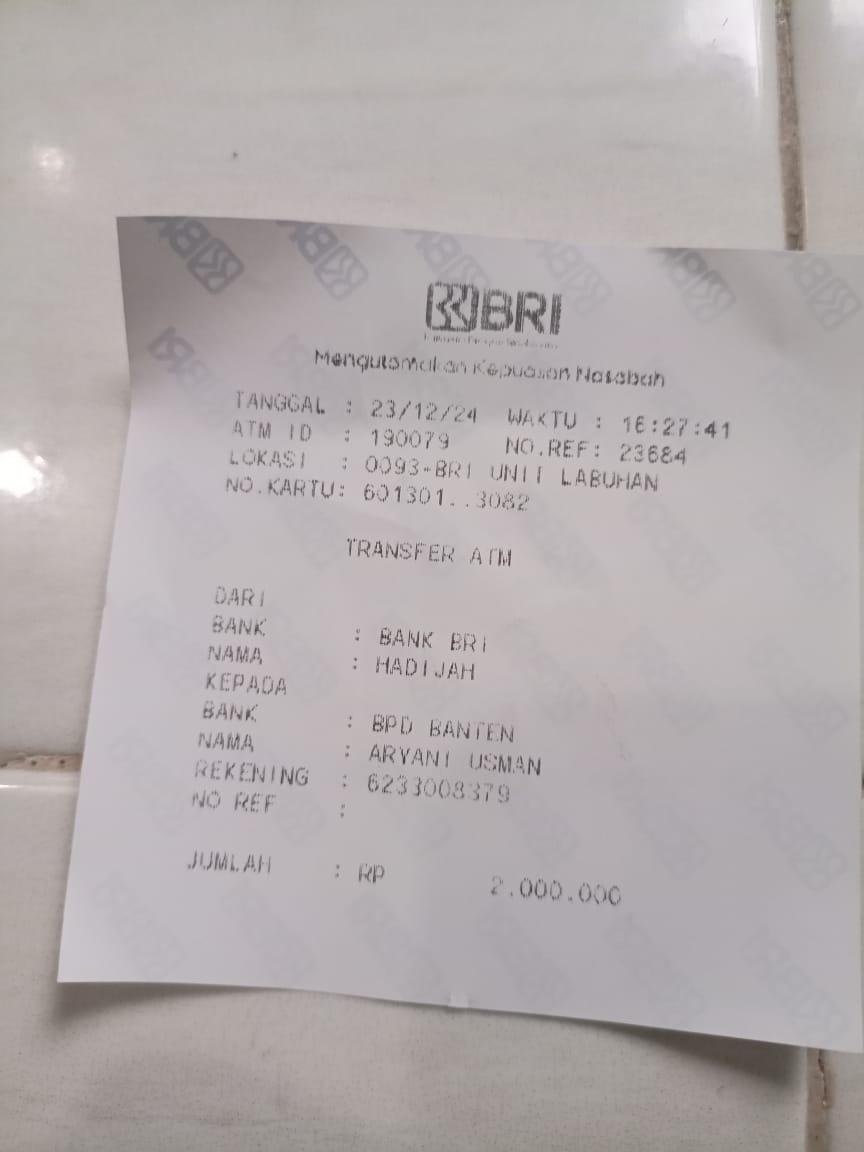 BRI
Mengutamakan Kepuasan Nasabah
TANGGAL : 23/12/24 WAKTU : 16:27:41
ATM ID : 190079 NO.REF: 23684
LOKASI : 0093-BRI UNIT LABUHAN
NO.KARTU: 601301..3082
TRANSFER ATM
DARI
BANK : BANK BRI
NAMA : HADIJAH
KEPADA
BANK : BPD BANTEN
NAMA : ARYANI USMAN
REKENING : 6233008379
NO REF :
JUMLAH : RP 2.000.000